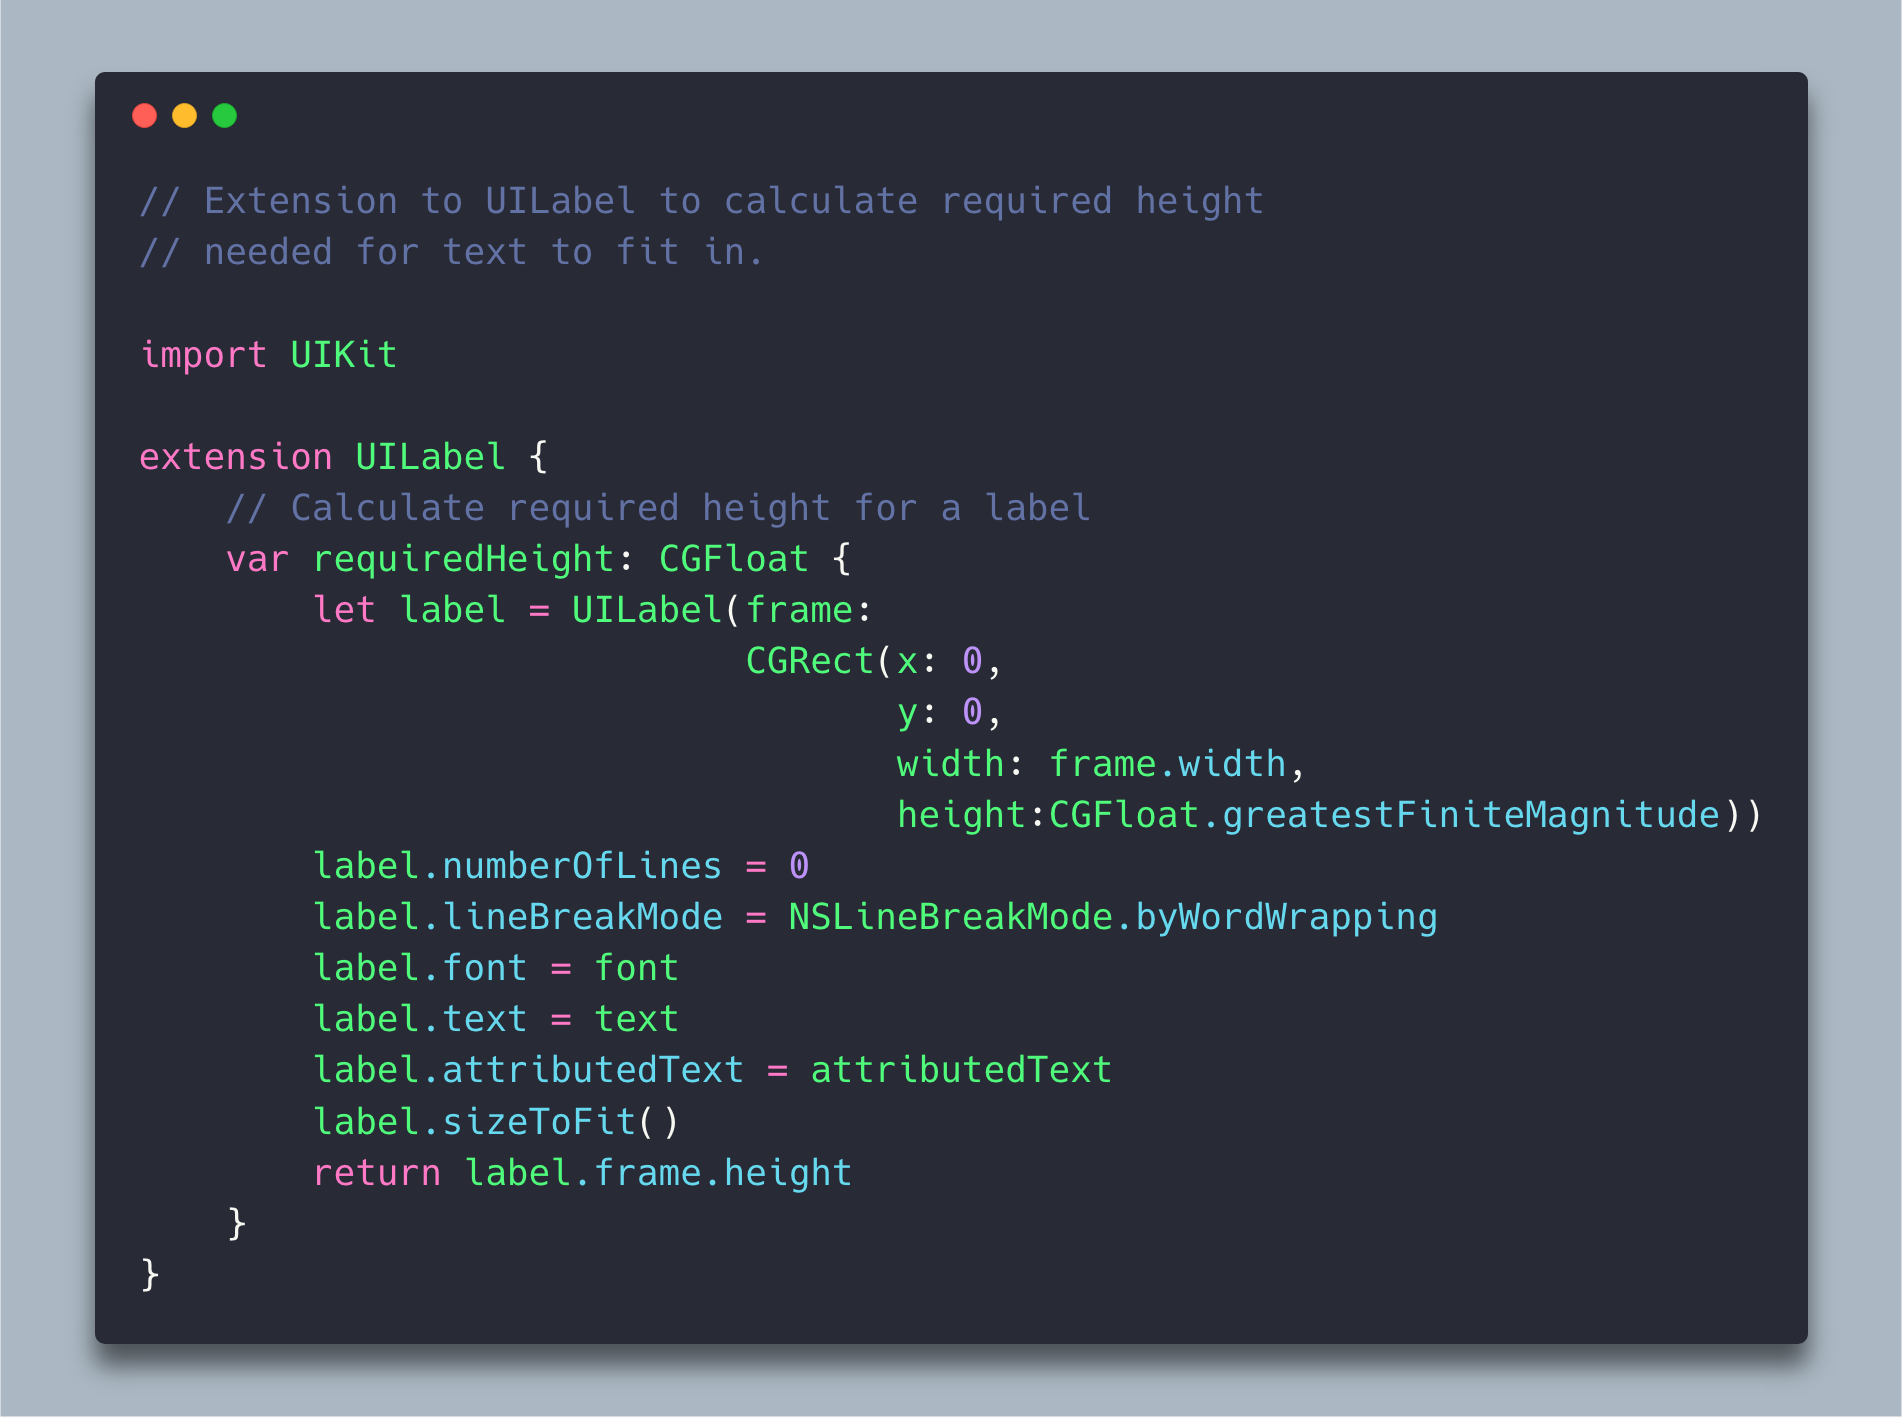 // Extension to UILabel to calculate required height
// needed for text to fit in.
import UIKit
extension UILabel {
    // Calculate required height for a label
    var requiredHeight: CGFloat {
        let label = UILabel(frame:
                            CGRect(x: 0,
                                   y: 0,
                                   width: frame.width,
                                   height:CGFloat.greatestFiniteMagnitude))
        label.numberOfLines = 0
        label.lineBreakMode = NSLineBreakMode.byWordWrapping
        label.font = font
        label.text = text
        label.attributedText = attributedText
        label.sizeToFit()
        return label.frame.height
    }
}